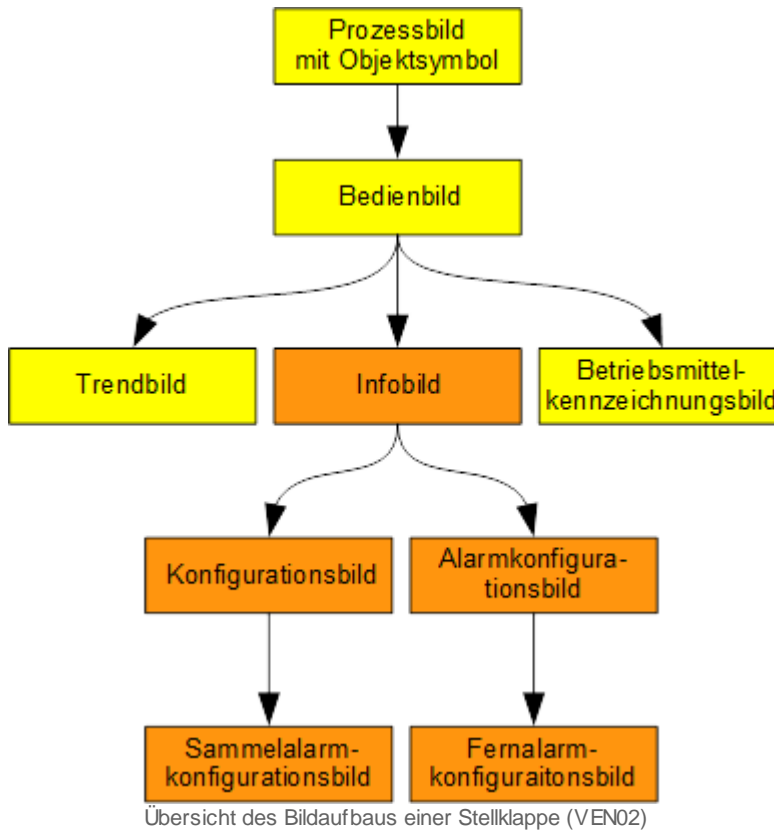 Prozessbild
mit Objektsymbol
Bedienbild
Trendbild
Infobild
Betriebsmittel-
kennzeichnungsbild
Konfigurationsbild
Alarmkonfigura-
tionsbild
Sammelalarm-
konfigurationsbild
Fernalarm-
konfiguraitonsbild
Übersicht des Bildaufbaus einer Stellklappe (VEN02)